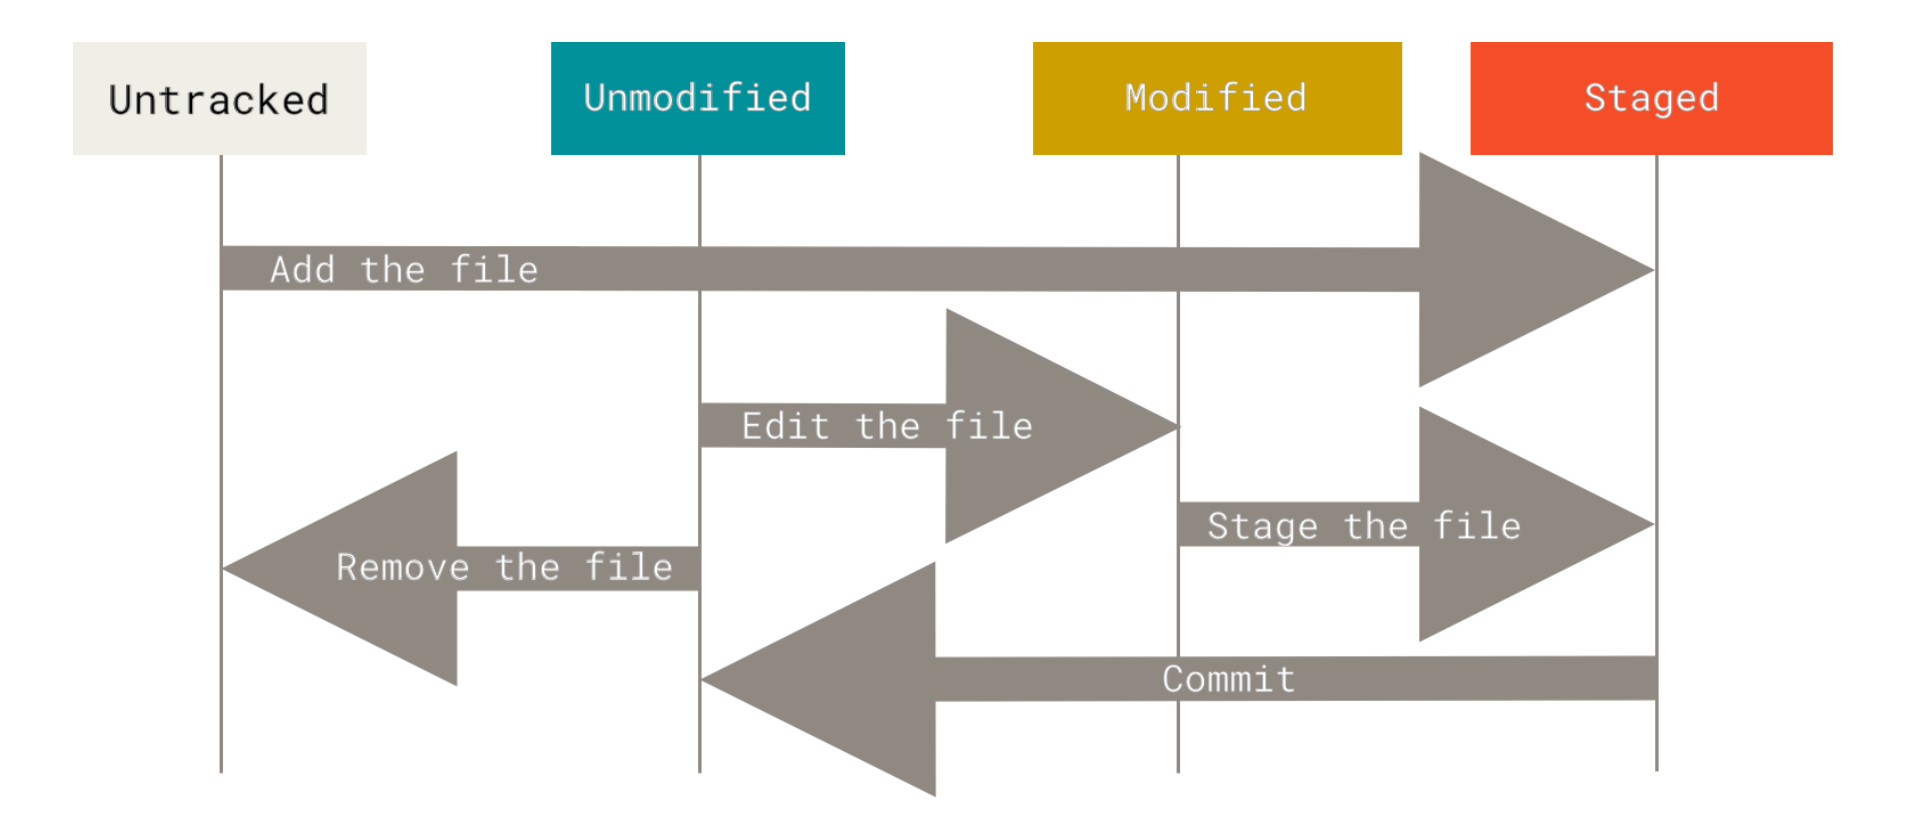 Untracked
Unmodified
Modified
Staged
Add the file
Edit the file
Stage the file
Remove the file
Commit